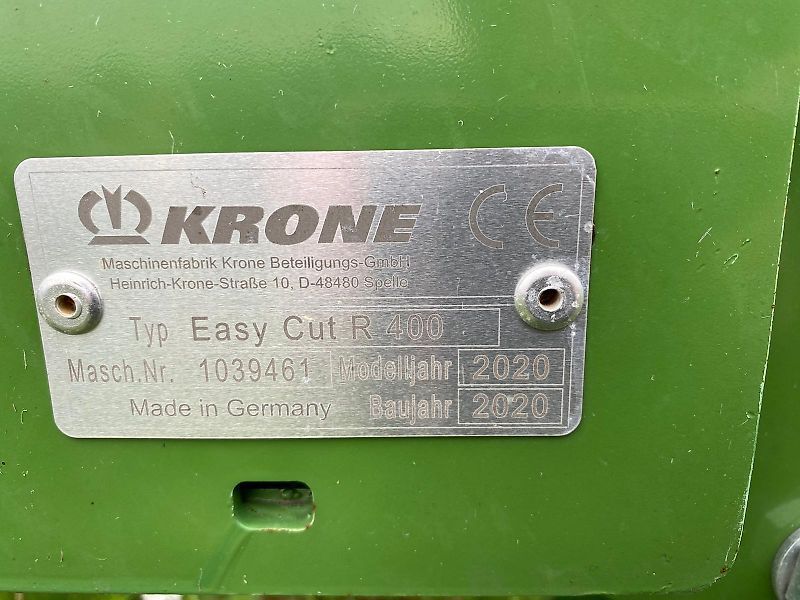 KRONE CE
Maschinenfabrik Krone Beteiligungs-GmbH
Heinrich-Krone-Straße 10, D-48480 Spelle
Typ Easy Cut R 400
Masch.Nr. 1039461 Modelljahr 2020
Made in Germany Baujahr 2020